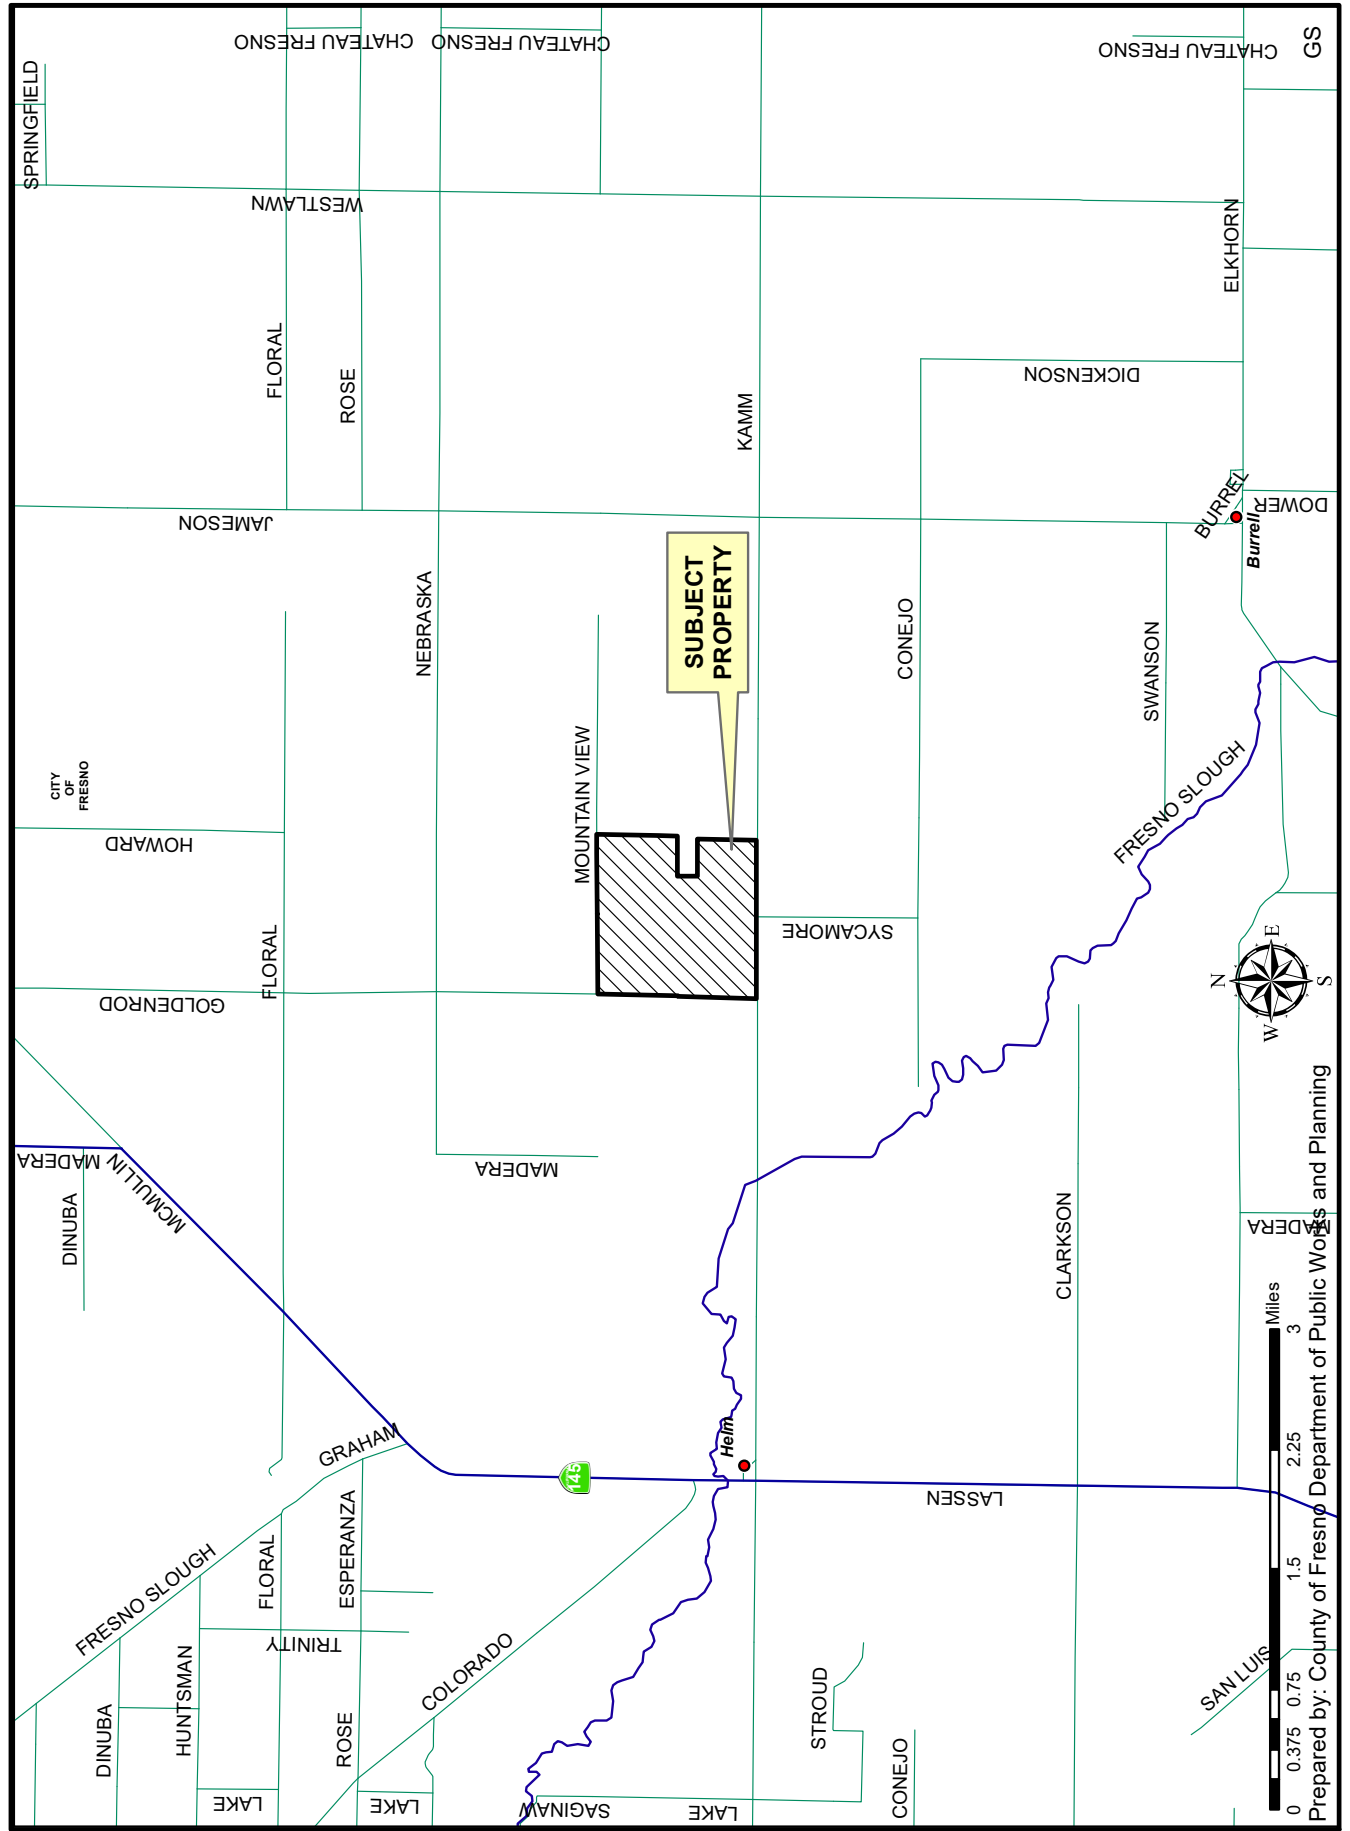 SPRINGFIELD
CITY
OF
FRESNO
MADERA
DINUBA
MCMULLIN
GOLDENROD
HOWARD
JAMESON
WESTLAWN
CHATEAU FRESNO
CHATEAU FRESNO
CHATEAU FRESNO
FRESNO SLOUGH
DINUBA
HUNTSMAN
LAKE
FLORAL
FLORAL
FLORAL
TRINITY
GRAHAM
ROSE
ESPERANZA
ROSE
LAKE
NEBRASKA
COLORADO
MADERA
145
MOUNTAIN VIEW
SAGINAW
LAKE
SUBJECT
PROPERTY
Helm
KAMM
STROUD
SYCAMORE
CONEJO
CONEJO
LASSEN
CLARKSON
DICKENSON
FRESNO SLOUGH
SWANSON
CHATEAU FRESNO
BURREL
Burrell
ELKHORN
DOWER
SAN LUIS
MADERA
N
W
E
S
Miles
0 0.375 0.75 1.5 2.25 3
Prepared by: County of Fresno Department of Public Works and Planning
GS